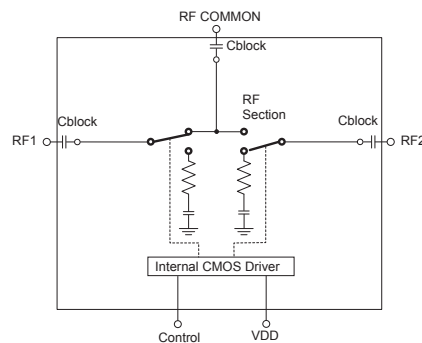 RF COMMON
Cblock
RF
Section
Cblock
Cblock
RF1
RF2
Internal CMOS Driver
Control
VDD